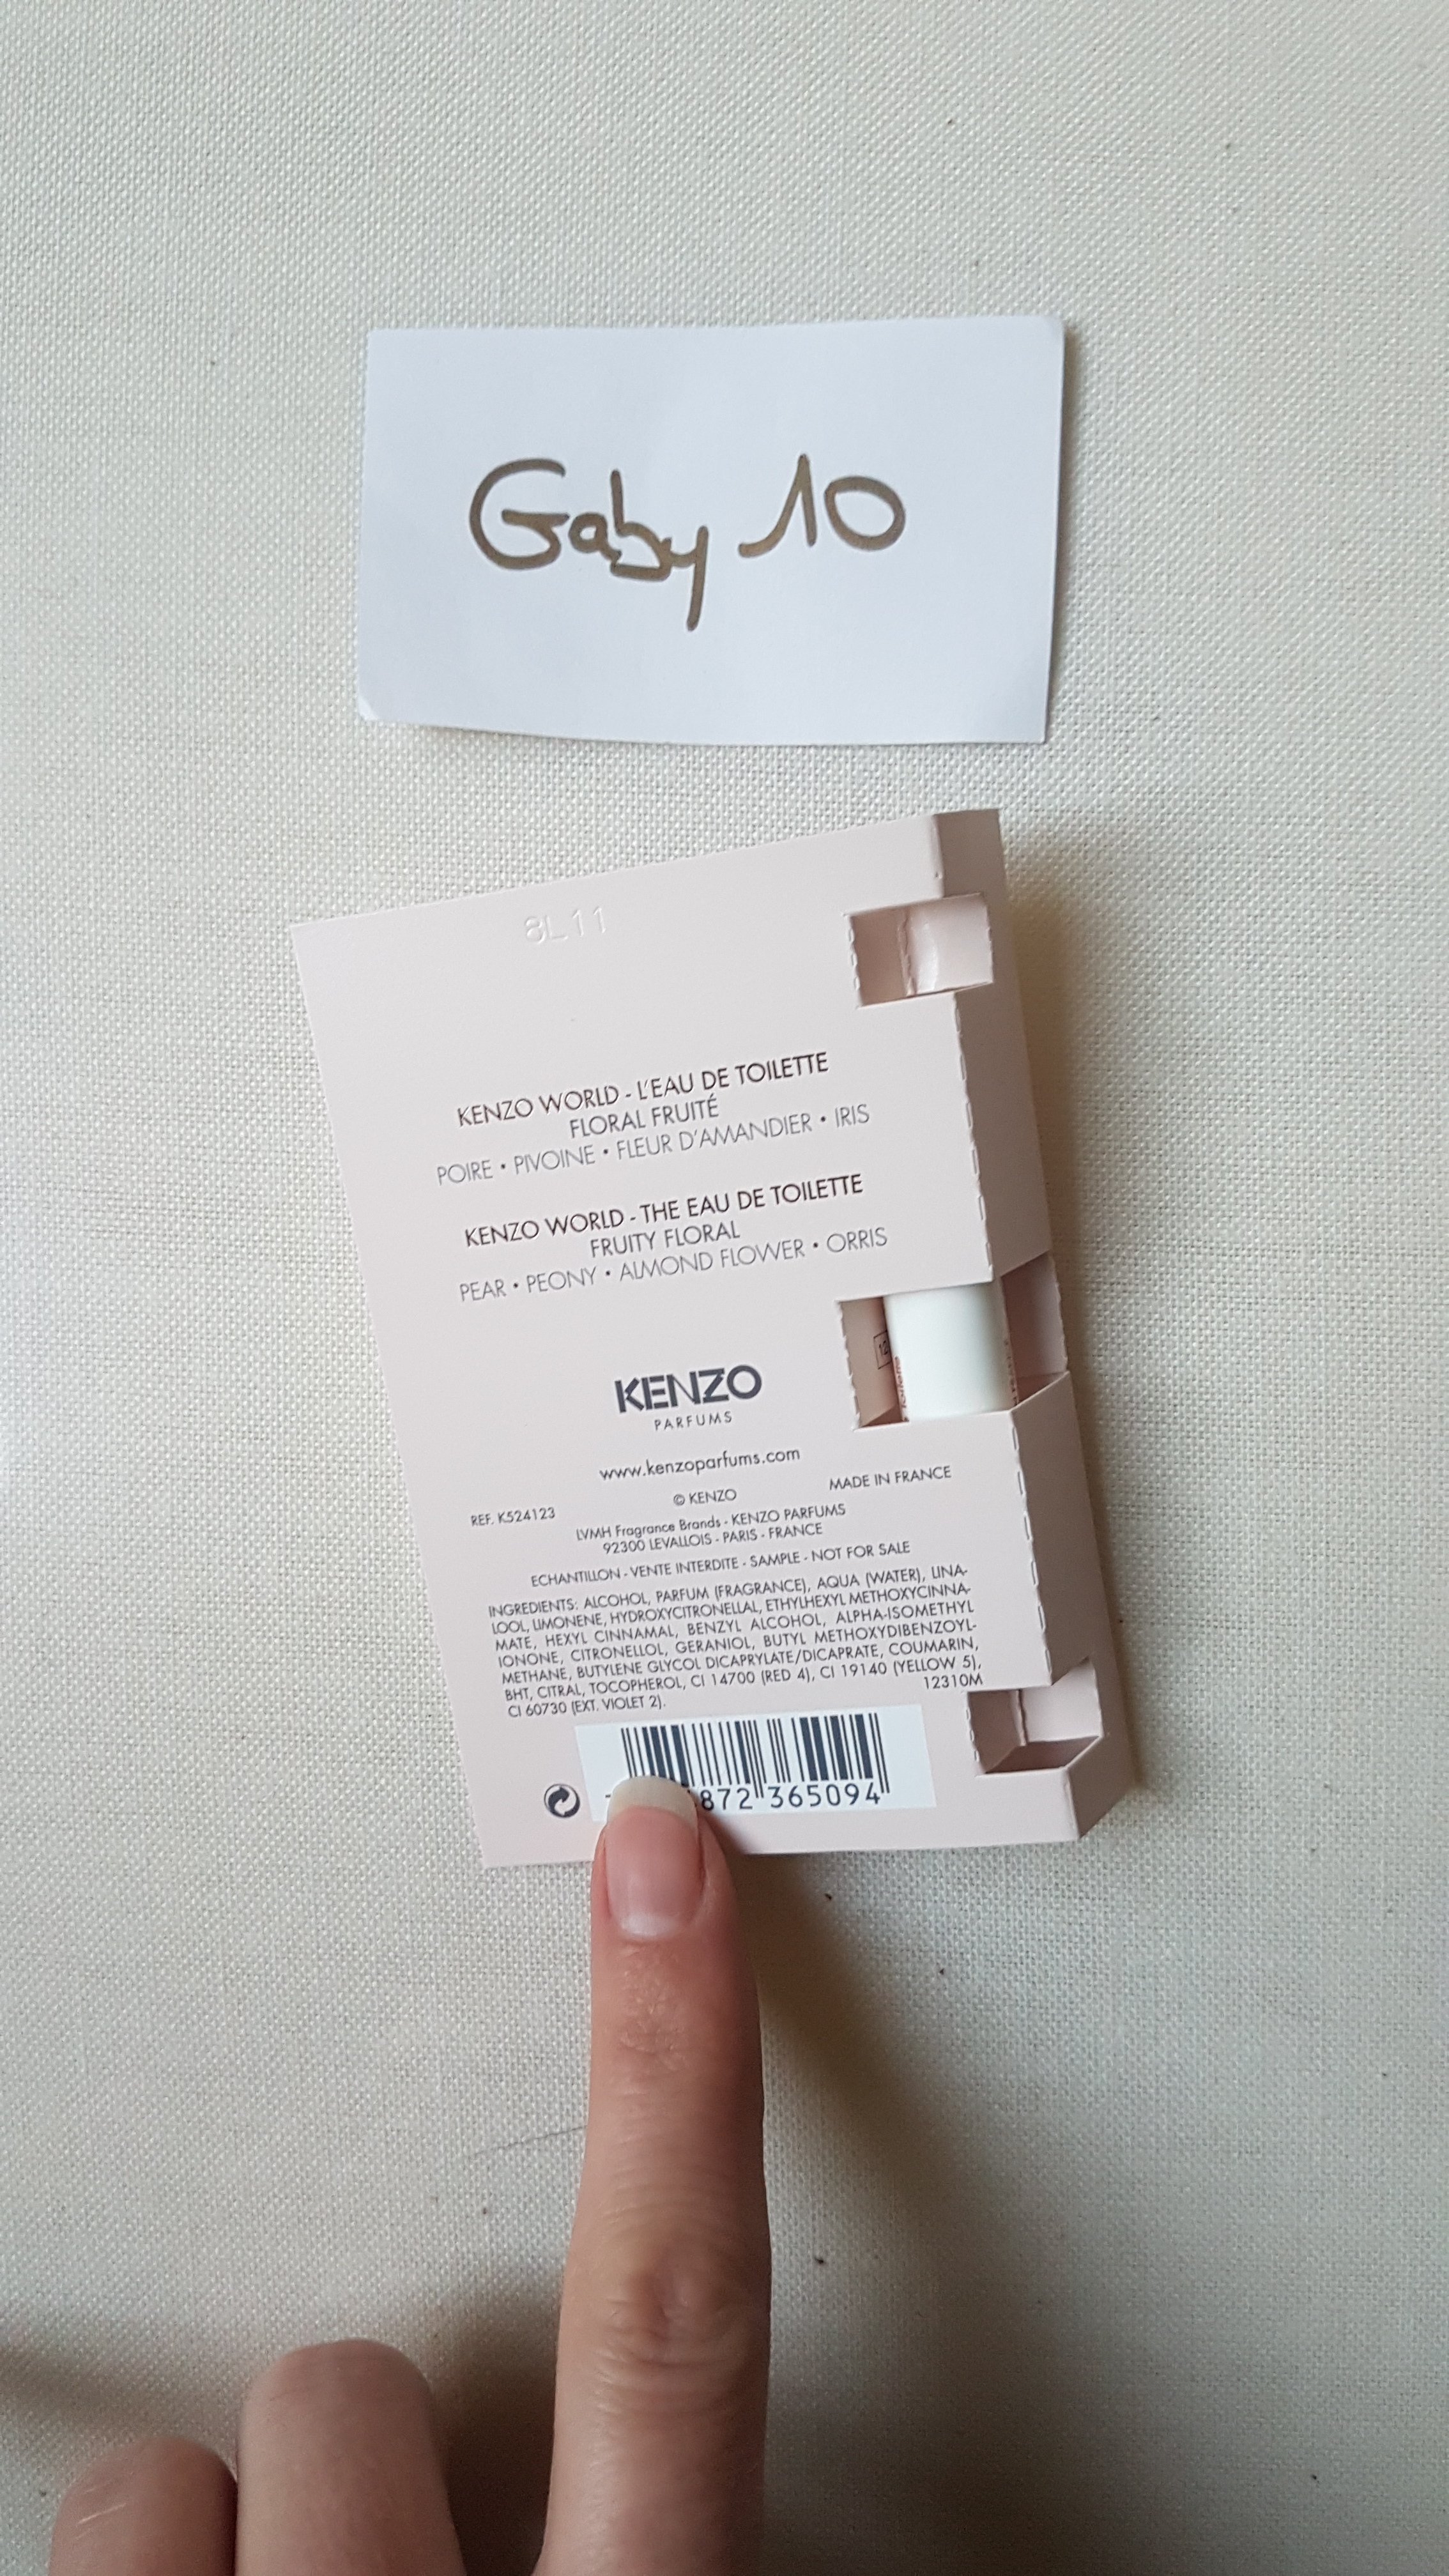 Gaby 10
8L11
KENZO WORLD - L'EAU DE TOILETTE
FLORAL FRUITÉ
POIRE • PIVOINE • FLEUR D'AMANDIER • IRIS
KENZO WORLD - THE EAU DE TOILETTE
FRUITY FLORAL
PEAR • PEONY • ALMOND FLOWER • ORRIS
KENZO
PARFUMS
www.kenzoparfums.com
REF. K524123 © KENZO MADE IN FRANCE
LVMH Fragrance Brands - KENZO PARFUMS
92300 LEVALLOIS - PARIS - FRANCE
ECHANTILLON - VENTE INTERDITE - SAMPLE - NOT FOR SALE
INGREDIENTS: ALCOHOL, PARFUM (FRAGRANCE), AQUA (WATER), LINA-
LOOL, LIMONENE, HYDROXYCITRONELLAL, ETHYLHEXYL METHOXYCINNA-
MATE, HEXYL CINNAMAL, BENZYL ALCOHOL, ALPHA-ISOMETHYL
IONONE, CITRONELLOL, GERANIOL, BUTYL METHOXYDIBENZOYL-
METHANE, BUTYLENE GLYCOL DICAPRYLATE/DICAPRATE, COUMARIN,
BHT, CITRAL, TOCOPHEROL, CI 14700 (RED 4), CI 19140 (YELLOW 5),
CI 60730 (EXT. VIOLET 2). 12310M
872 365094